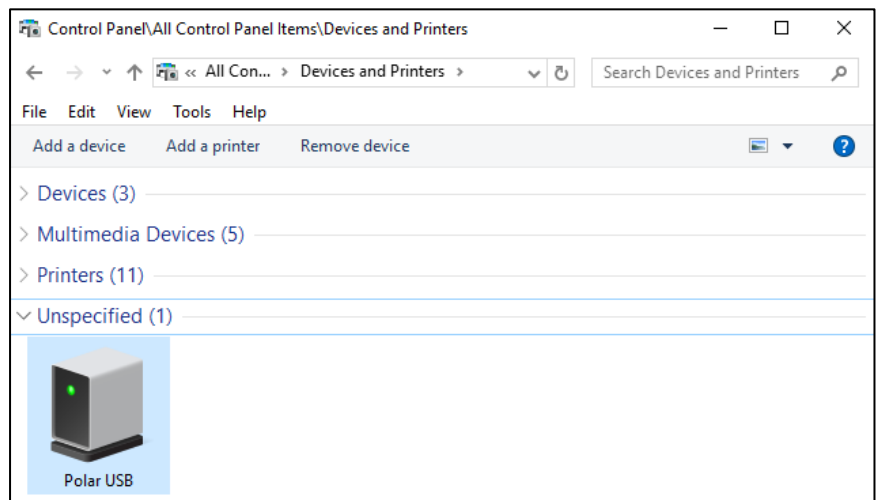 Control Panel\All Control Panel Items\Devices and Printers
« All Con... > Devices and Printers >
Search Devices and Printers
File Edit View Tools Help
Add a device Add a printer Remove device
Devices (3)
Multimedia Devices (5)
Printers (11)
Unspecified (1)
Polar USB